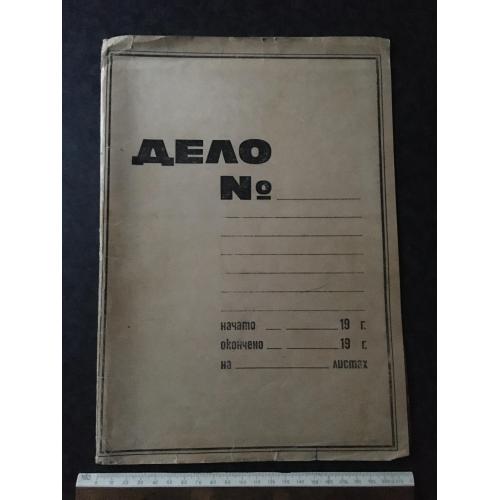 ДЕЛО
№
начато 19 г.
окончено 19 г.
на листах